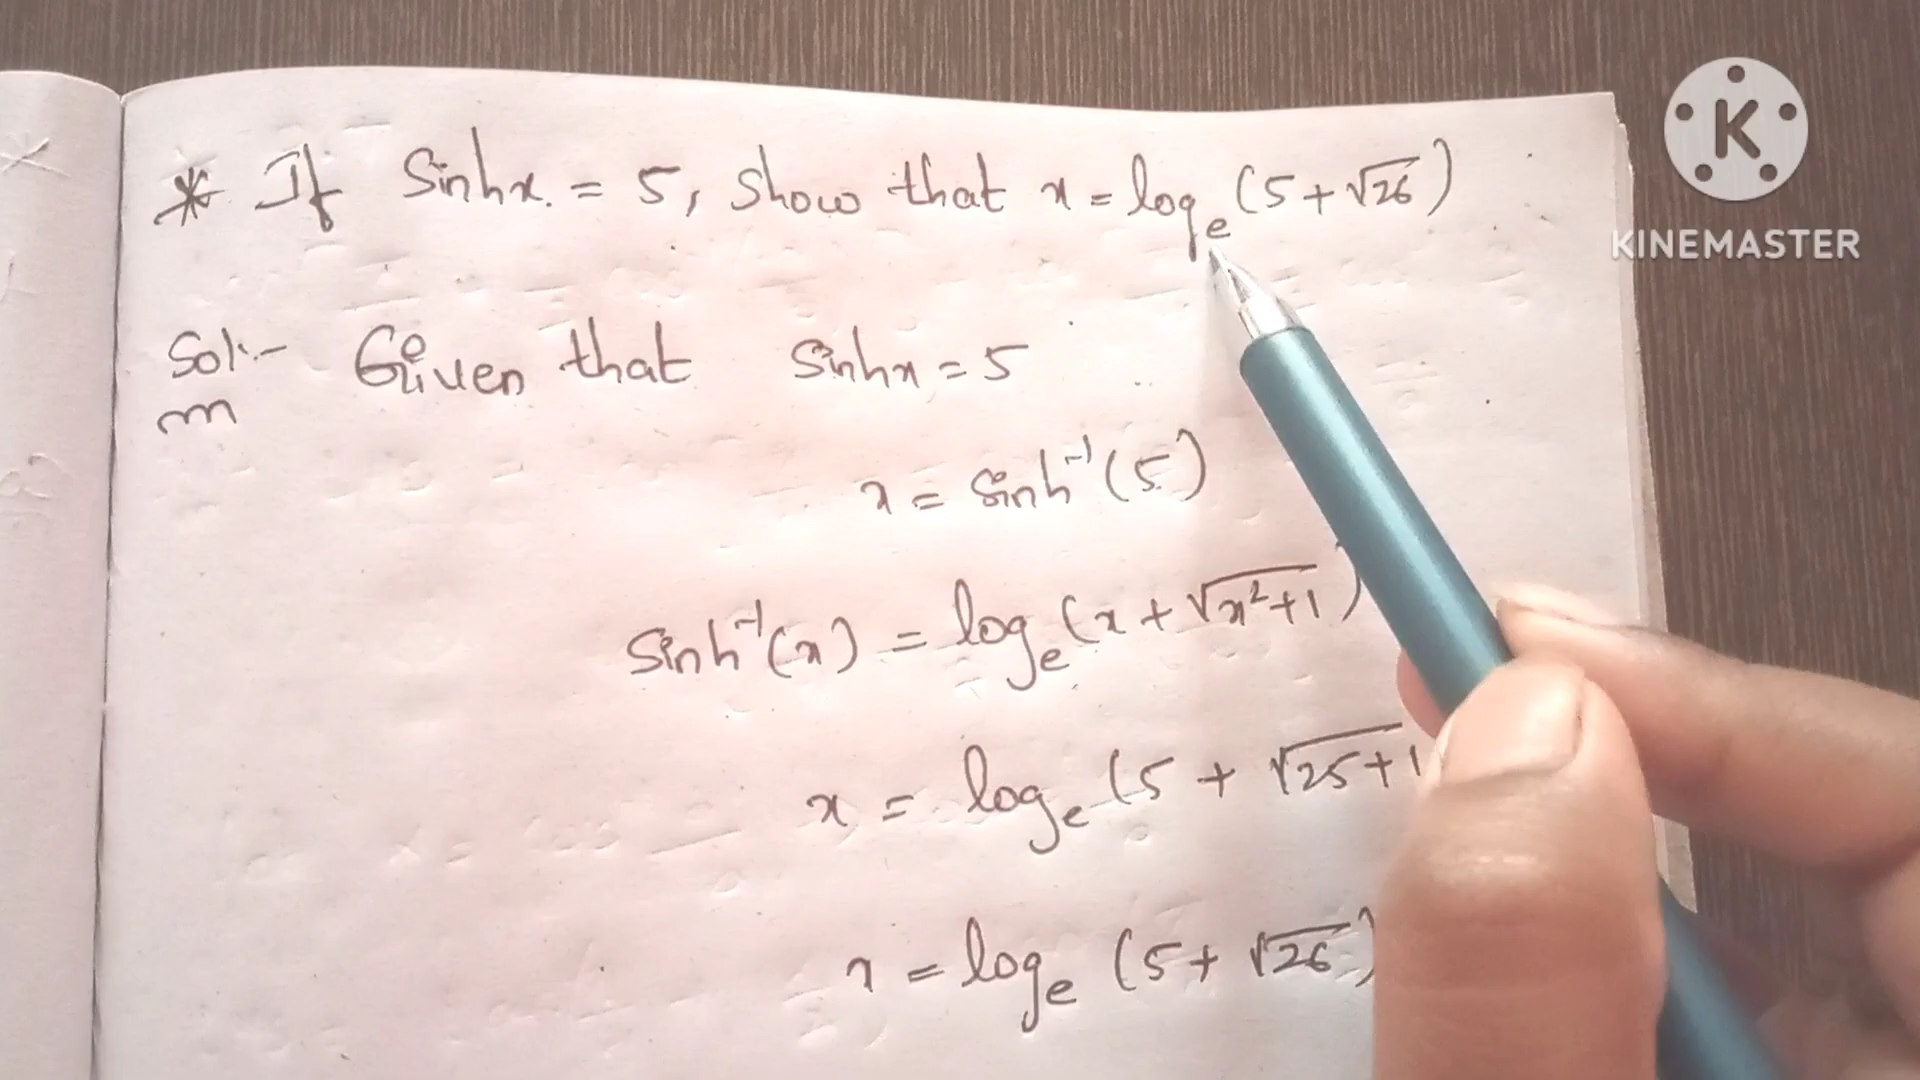 * If Sinhx = 5, show that x = logₑ(5+√26)
K
KINEMASTER
Sol:- Given that Sinhx = 5
x = Sinh⁻¹(5)
Sinh⁻¹(x) = logₑ(x + √x²+1)
x = logₑ(5 + √25+1
x = logₑ(5+ √26)